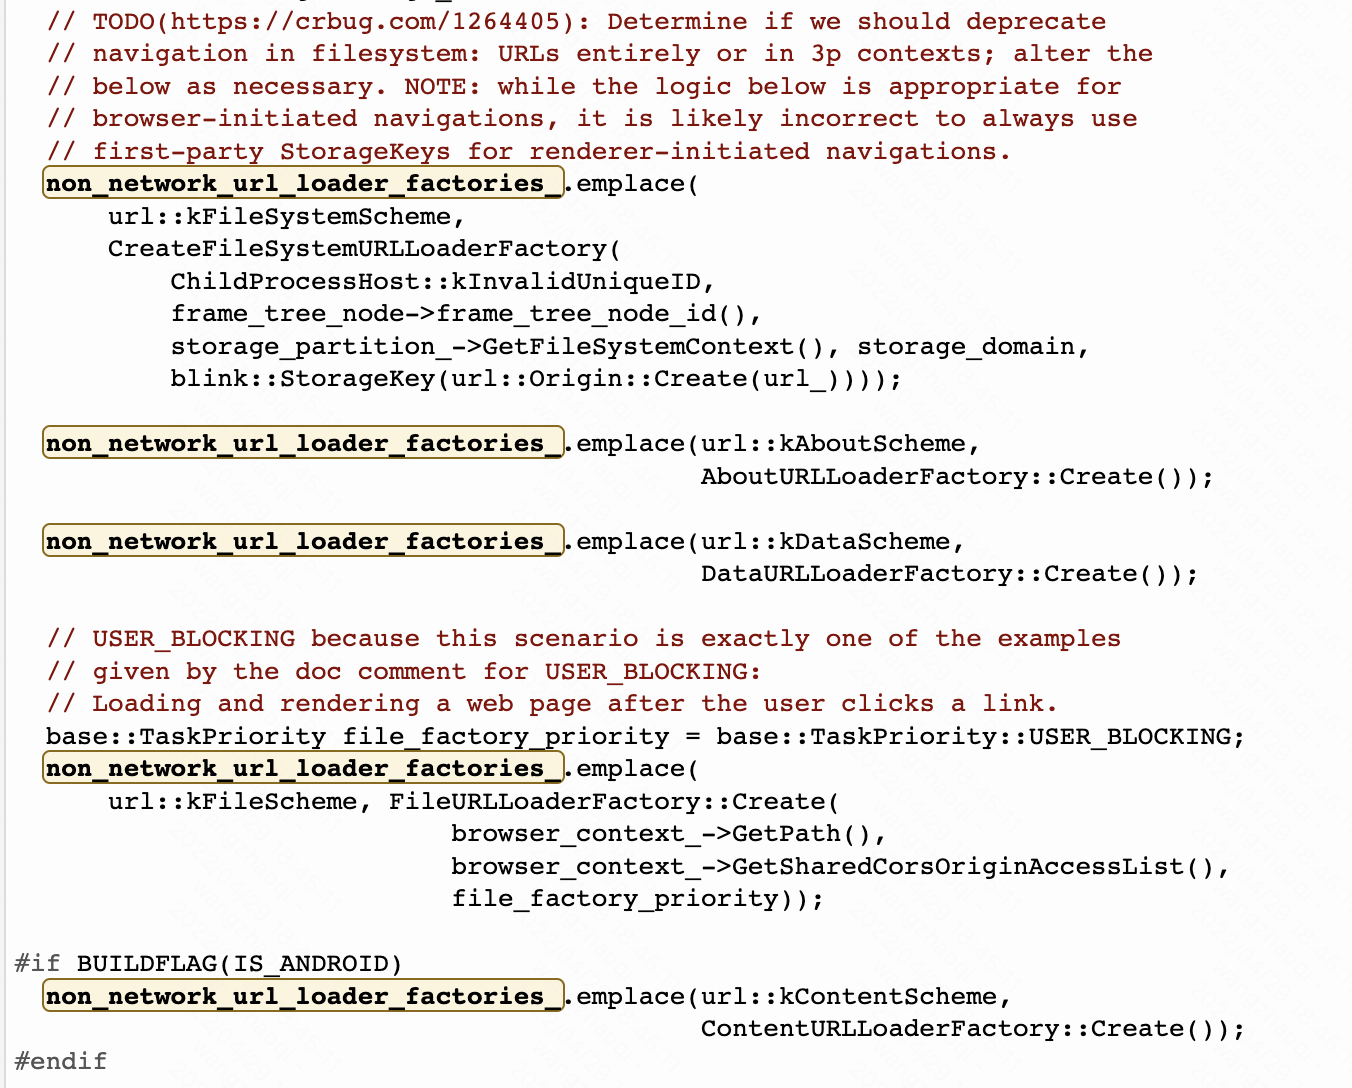 // TODO(https://crbug.com/1264405): Determine if we should deprecate
// navigation in filesystem: URLs entirely or in 3p contexts; alter the
// below as necessary. NOTE: while the logic below is appropriate for
// browser-initiated navigations, it is likely incorrect to always use
// first-party StorageKeys for renderer-initiated navigations.
non_network_url_loader_factories_.emplace(
url::kFileSystemScheme,
CreateFileSystemURLLoaderFactory(
ChildProcessHost::kInvalidUniqueID,
frame_tree_node->frame_tree_node_id(),
storage_partition_->GetFileSystemContext(), storage_domain,
blink::StorageKey(url::Origin::Create(url_))));
non_network_url_loader_factories_.emplace(url::kAboutScheme,
AboutURLLoaderFactory::Create());
non_network_url_loader_factories_.emplace(url::kDataScheme,
DataURLLoaderFactory::Create());
// USER_BLOCKING because this scenario is exactly one of the examples
// given by the doc comment for USER_BLOCKING:
// Loading and rendering a web page after the user clicks a link.
base::TaskPriority file_factory_priority = base::TaskPriority::USER_BLOCKING;
non_network_url_loader_factories_.emplace(
url::kFileScheme, FileURLLoaderFactory::Create(
browser_context_->GetPath(),
browser_context_->GetSharedCorsOriginAccessList(),
file_factory_priority));
#if BUILDFLAG(IS_ANDROID)
non_network_url_loader_factories_.emplace(url::kContentScheme,
ContentURLLoaderFactory::Create());
#endif